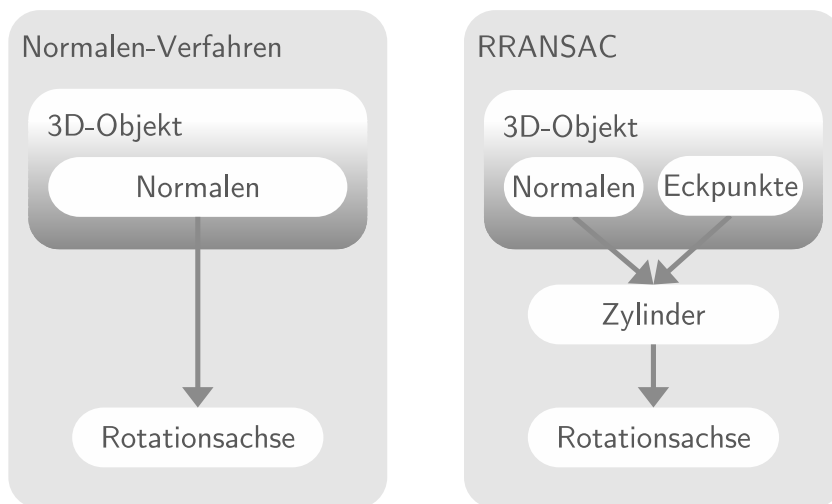 Normalen-Verfahren
3D-Objekt
Normalen
Rotationsachse
RRANSAC
3D-Objekt
Normalen
Eckpunkte
Zylinder
Rotationsachse